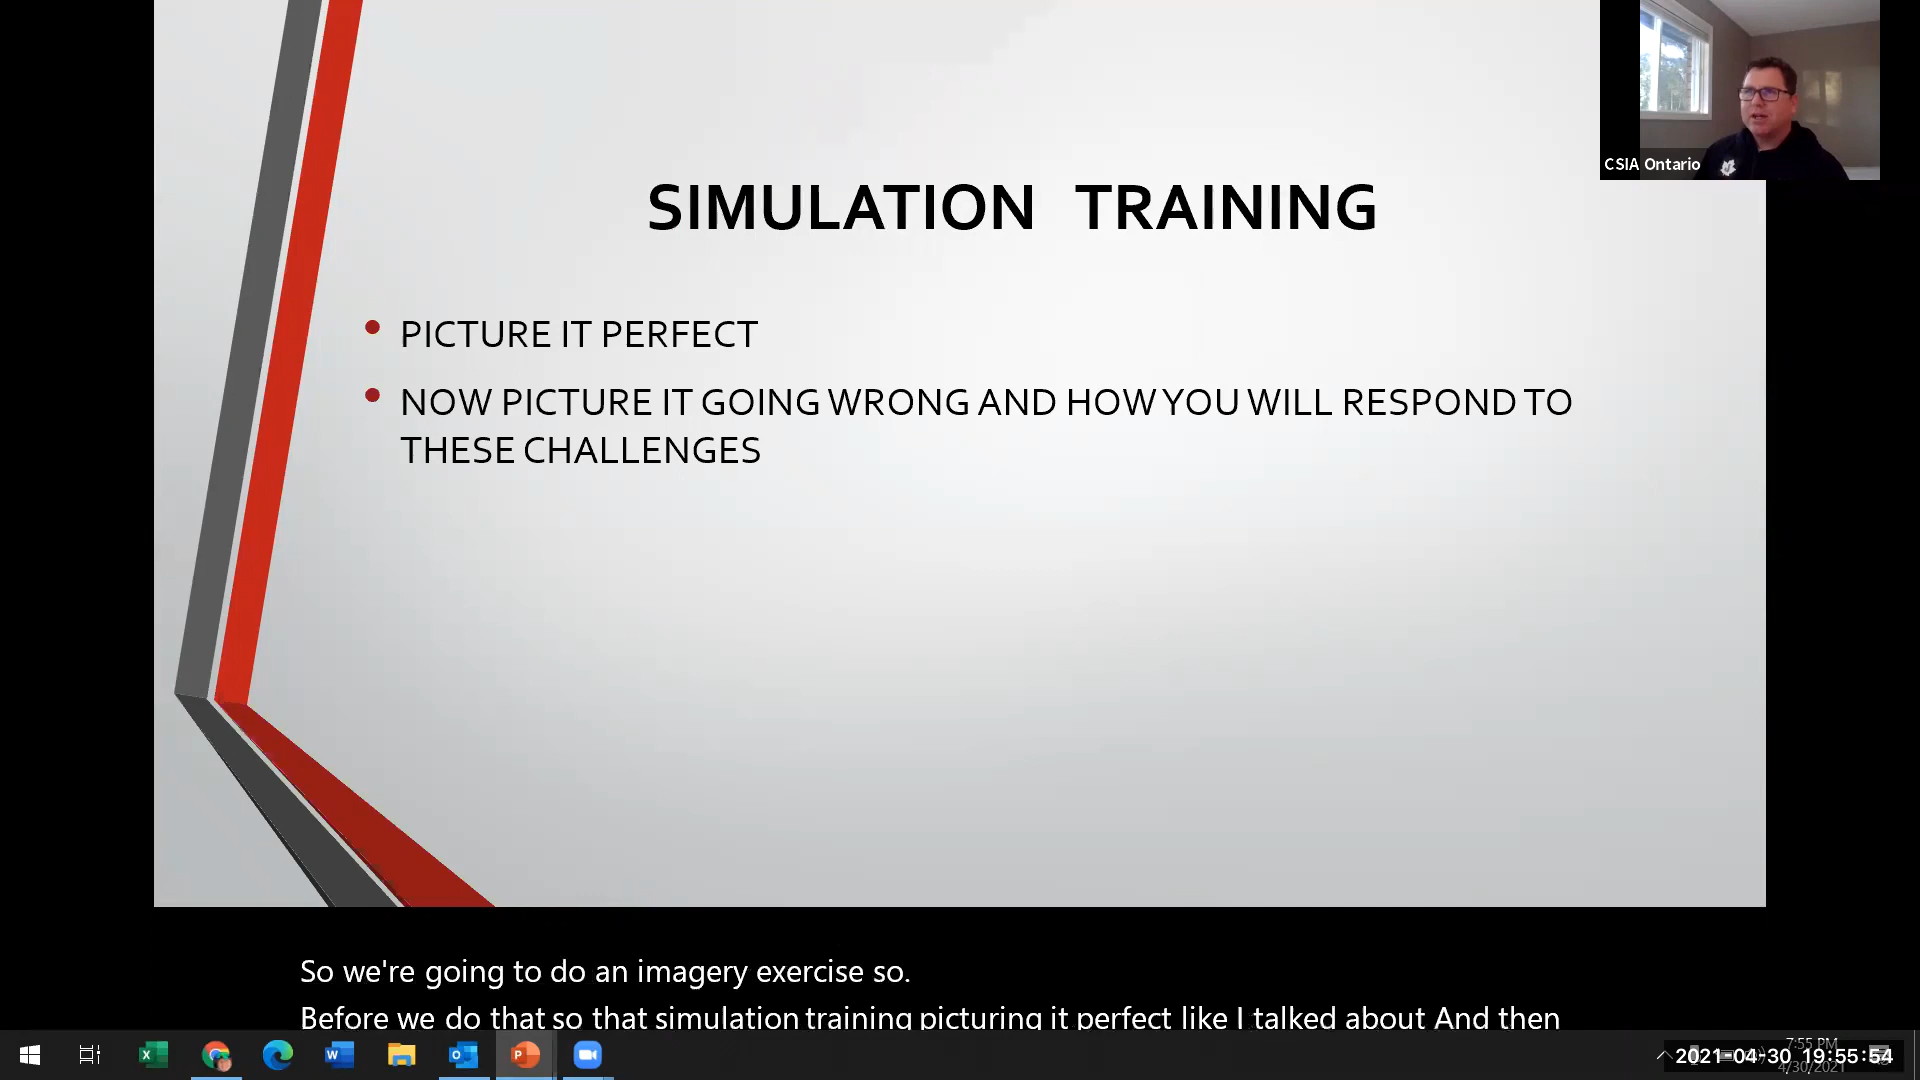 CSIA Ontario
SIMULATION TRAINING
PICTURE IT PERFECT
NOW PICTURE IT GOING WRONG AND HOW YOU WILL RESPOND TO
THESE CHALLENGES
So we're going to do an imagery exercise so.
Before we do that so that simulation training picturing it perfect like I talked about And then
7:55 PM
2021-04-30 19:55:54
4/30/2021